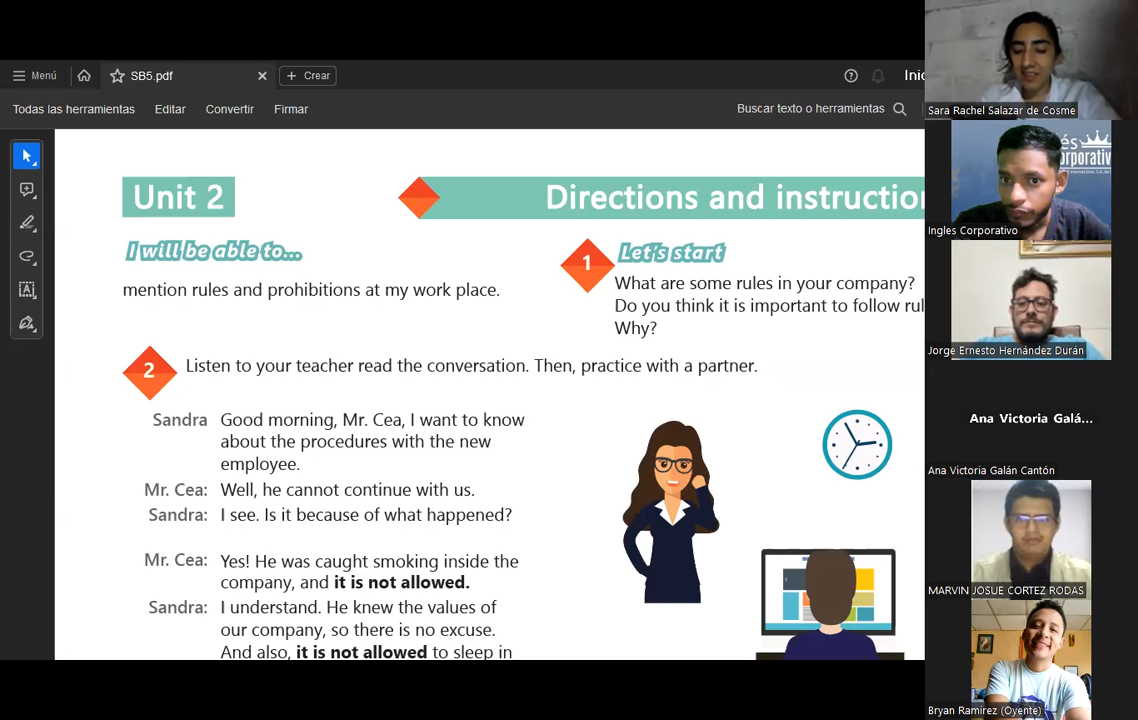 Menú
SB5.pdf
Crear
Inic
Todas las herramientas
Editar
Convertir
Firmar
Buscar texto o herramientas
Unit 2
Directions and instruction
I will be able to...
mention rules and prohibitions at my work place.
1
Let's start
What are some rules in your company?
Do you think it is important to follow rul
Why?
2
Listen to your teacher read the conversation. Then, practice with a partner.
Sandra
Good morning, Mr. Cea, I want to know
about the procedures with the new
employee.
Mr. Cea:
Well, he cannot continue with us.
Sandra:
I see. Is it because of what happened?
Mr. Cea:
Yes! He was caught smoking inside the
company, and it is not allowed.
Sandra:
I understand. He knew the values of
our company, so there is no excuse.
And also, it is not allowed to sleep in
Sara Rachel Salazar de Cosme
és
orporativ
Ingles Corporativo
Jorge Ernesto Hernández Durán
Ana Victoria Galá...
Ana Victoria Galán Cantón
MARVIN JOSUE CORTEZ RODAS
Bryan Ramirez (Oyente)